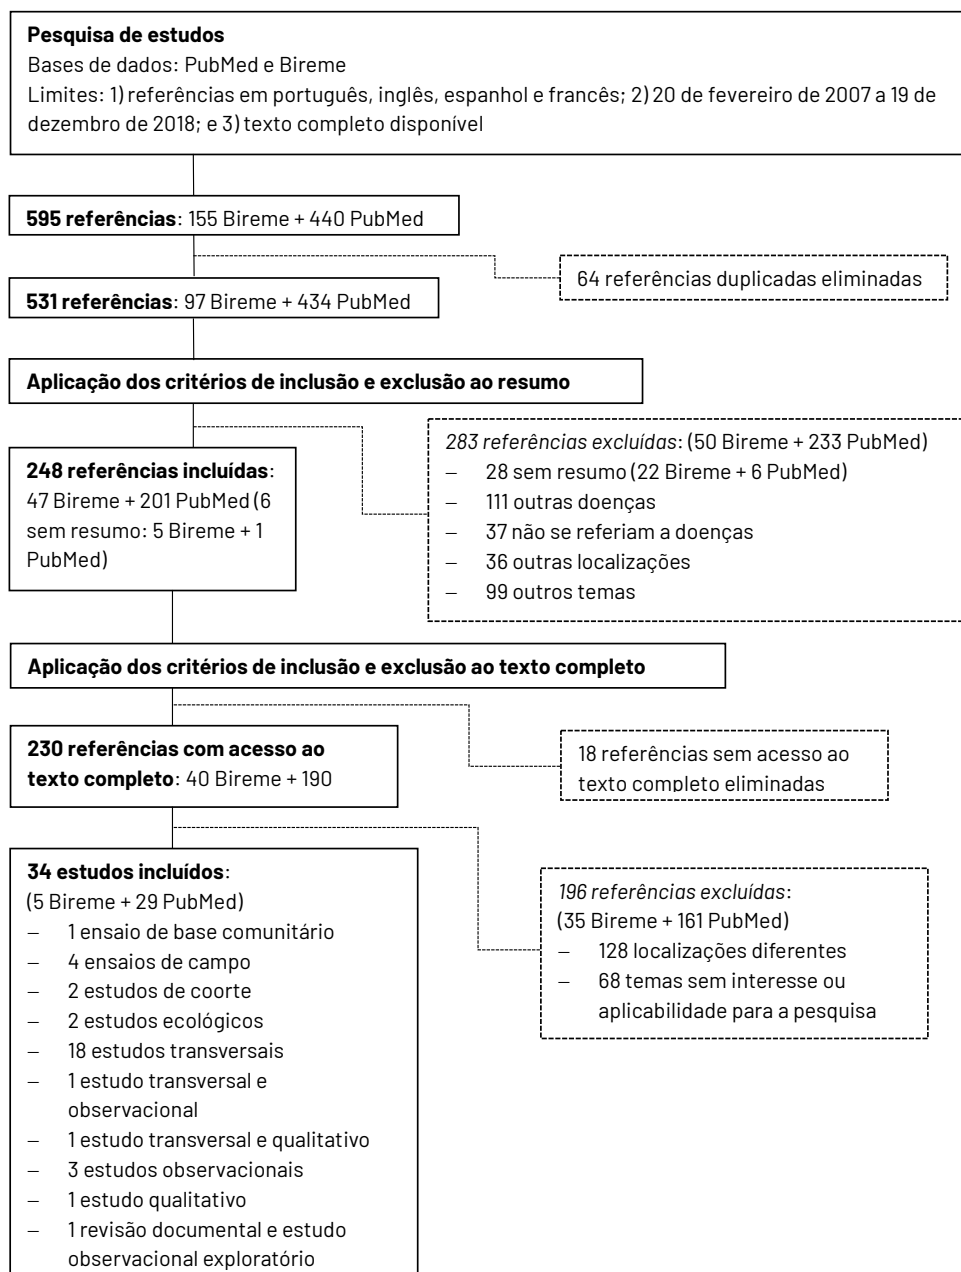 Pesquisa de estudos
Bases de dados: PubMed e Bireme
Limites: 1) referências em português, inglês, espanhol e francês; 2) 20 de fevereiro de 2007 a 19 de
dezembro de 2018; e 3) texto completo disponível
595 referências: 155 Bireme + 440 PubMed
64 referências duplicadas eliminadas
531 referências: 97 Bireme + 434 PubMed
Aplicação dos critérios de inclusão e exclusão ao resumo
283 referências excluídas: (50 Bireme + 233 PubMed)
– 28 sem resumo (22 Bireme + 6 PubMed)
– 111 outras doenças
– 37 não se referiam a doenças
– 36 outras localizações
– 99 outros temas
248 referências incluídas:
47 Bireme + 201 PubMed (6
sem resumo: 5 Bireme + 1
PubMed)
Aplicação dos critérios de inclusão e exclusão ao texto completo
18 referências sem acesso ao
texto completo eliminadas
230 referências com acesso ao
texto completo: 40 Bireme + 190
34 estudos incluídos:
(5 Bireme + 29 PubMed)
– 1 ensaio de base comunitário
– 4 ensaios de campo
– 2 estudos de coorte
– 2 estudos ecológicos
– 18 estudos transversais
– 1 estudo transversal e
observacional
– 1 estudo transversal e qualitativo
– 3 estudos observacionais
– 1 estudo qualitativo
– 1 revisão documental e estudo
observacional exploratório
196 referências excluídas:
(35 Bireme + 161 PubMed)
– 128 localizações diferentes
– 68 temas sem interesse ou
aplicabilidade para a pesquisa